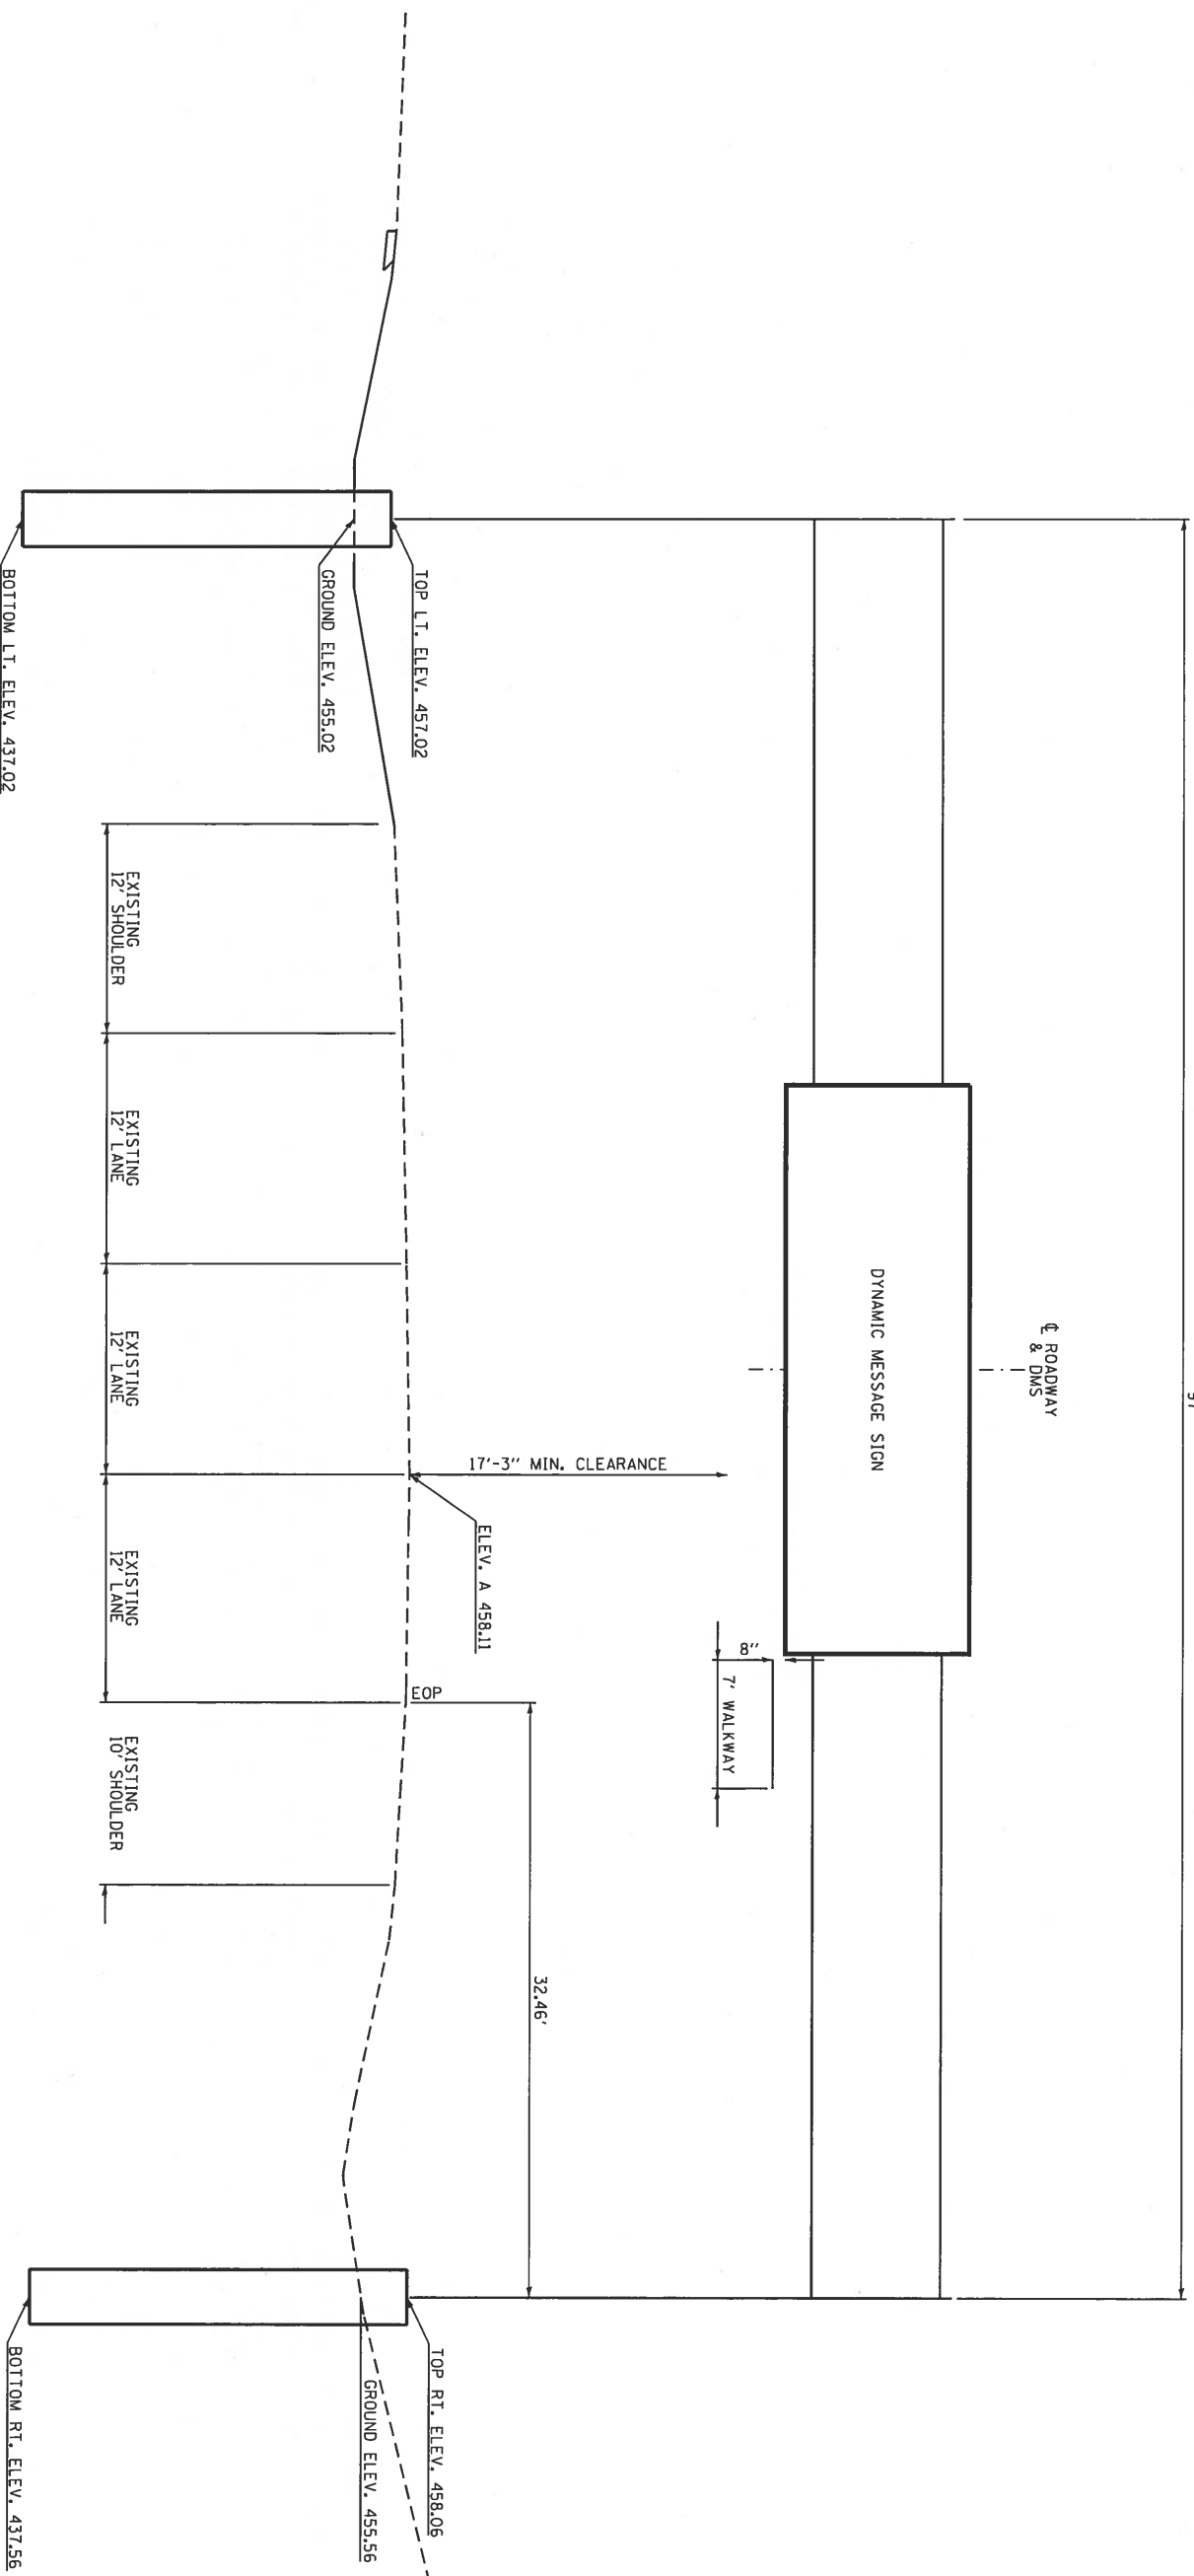 97'
℄ ROADWAY
& DMS
DYNAMIC MESSAGE SIGN
8"
7' WALKWAY
17'-3" MIN. CLEARANCE
ELEV. A 458.11
EOP
32.46'
TOP LT. ELEV. 457.02
GROUND ELEV. 455.02
BOTTOM LT. ELEV. 437.02
TOP RT. ELEV. 458.06
GROUND ELEV. 455.56
BOTTOM RT. ELEV. 437.56
EXISTING
12' SHOULDER
EXISTING
12' LANE
EXISTING
12' LANE
EXISTING
12' LANE
EXISTING
10' SHOULDER